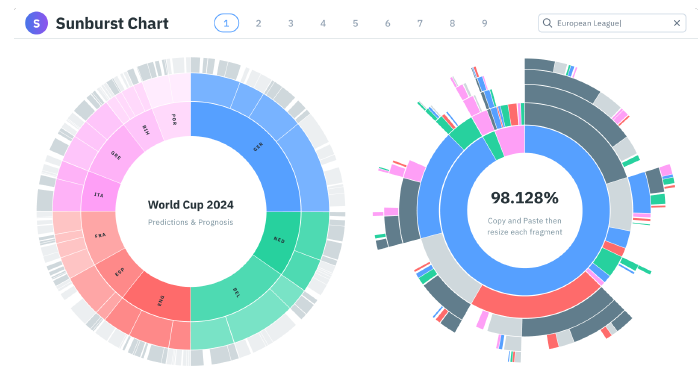 S Sunburst Chart 1 2 3 4 5 6 7 8 9 European League
GER
NED
BEL
ENG
ESP
FRA
ITA
GRE
BIH
POR
World Cup 2024
Predictions & Prognosis
98.128%
Copy and Paste then
resize each fragment